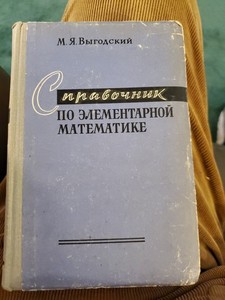 М.Я.Выгодский
Справочник
ПО ЭЛЕМЕНТАРНОЙ
МАТЕМАТИКЕ